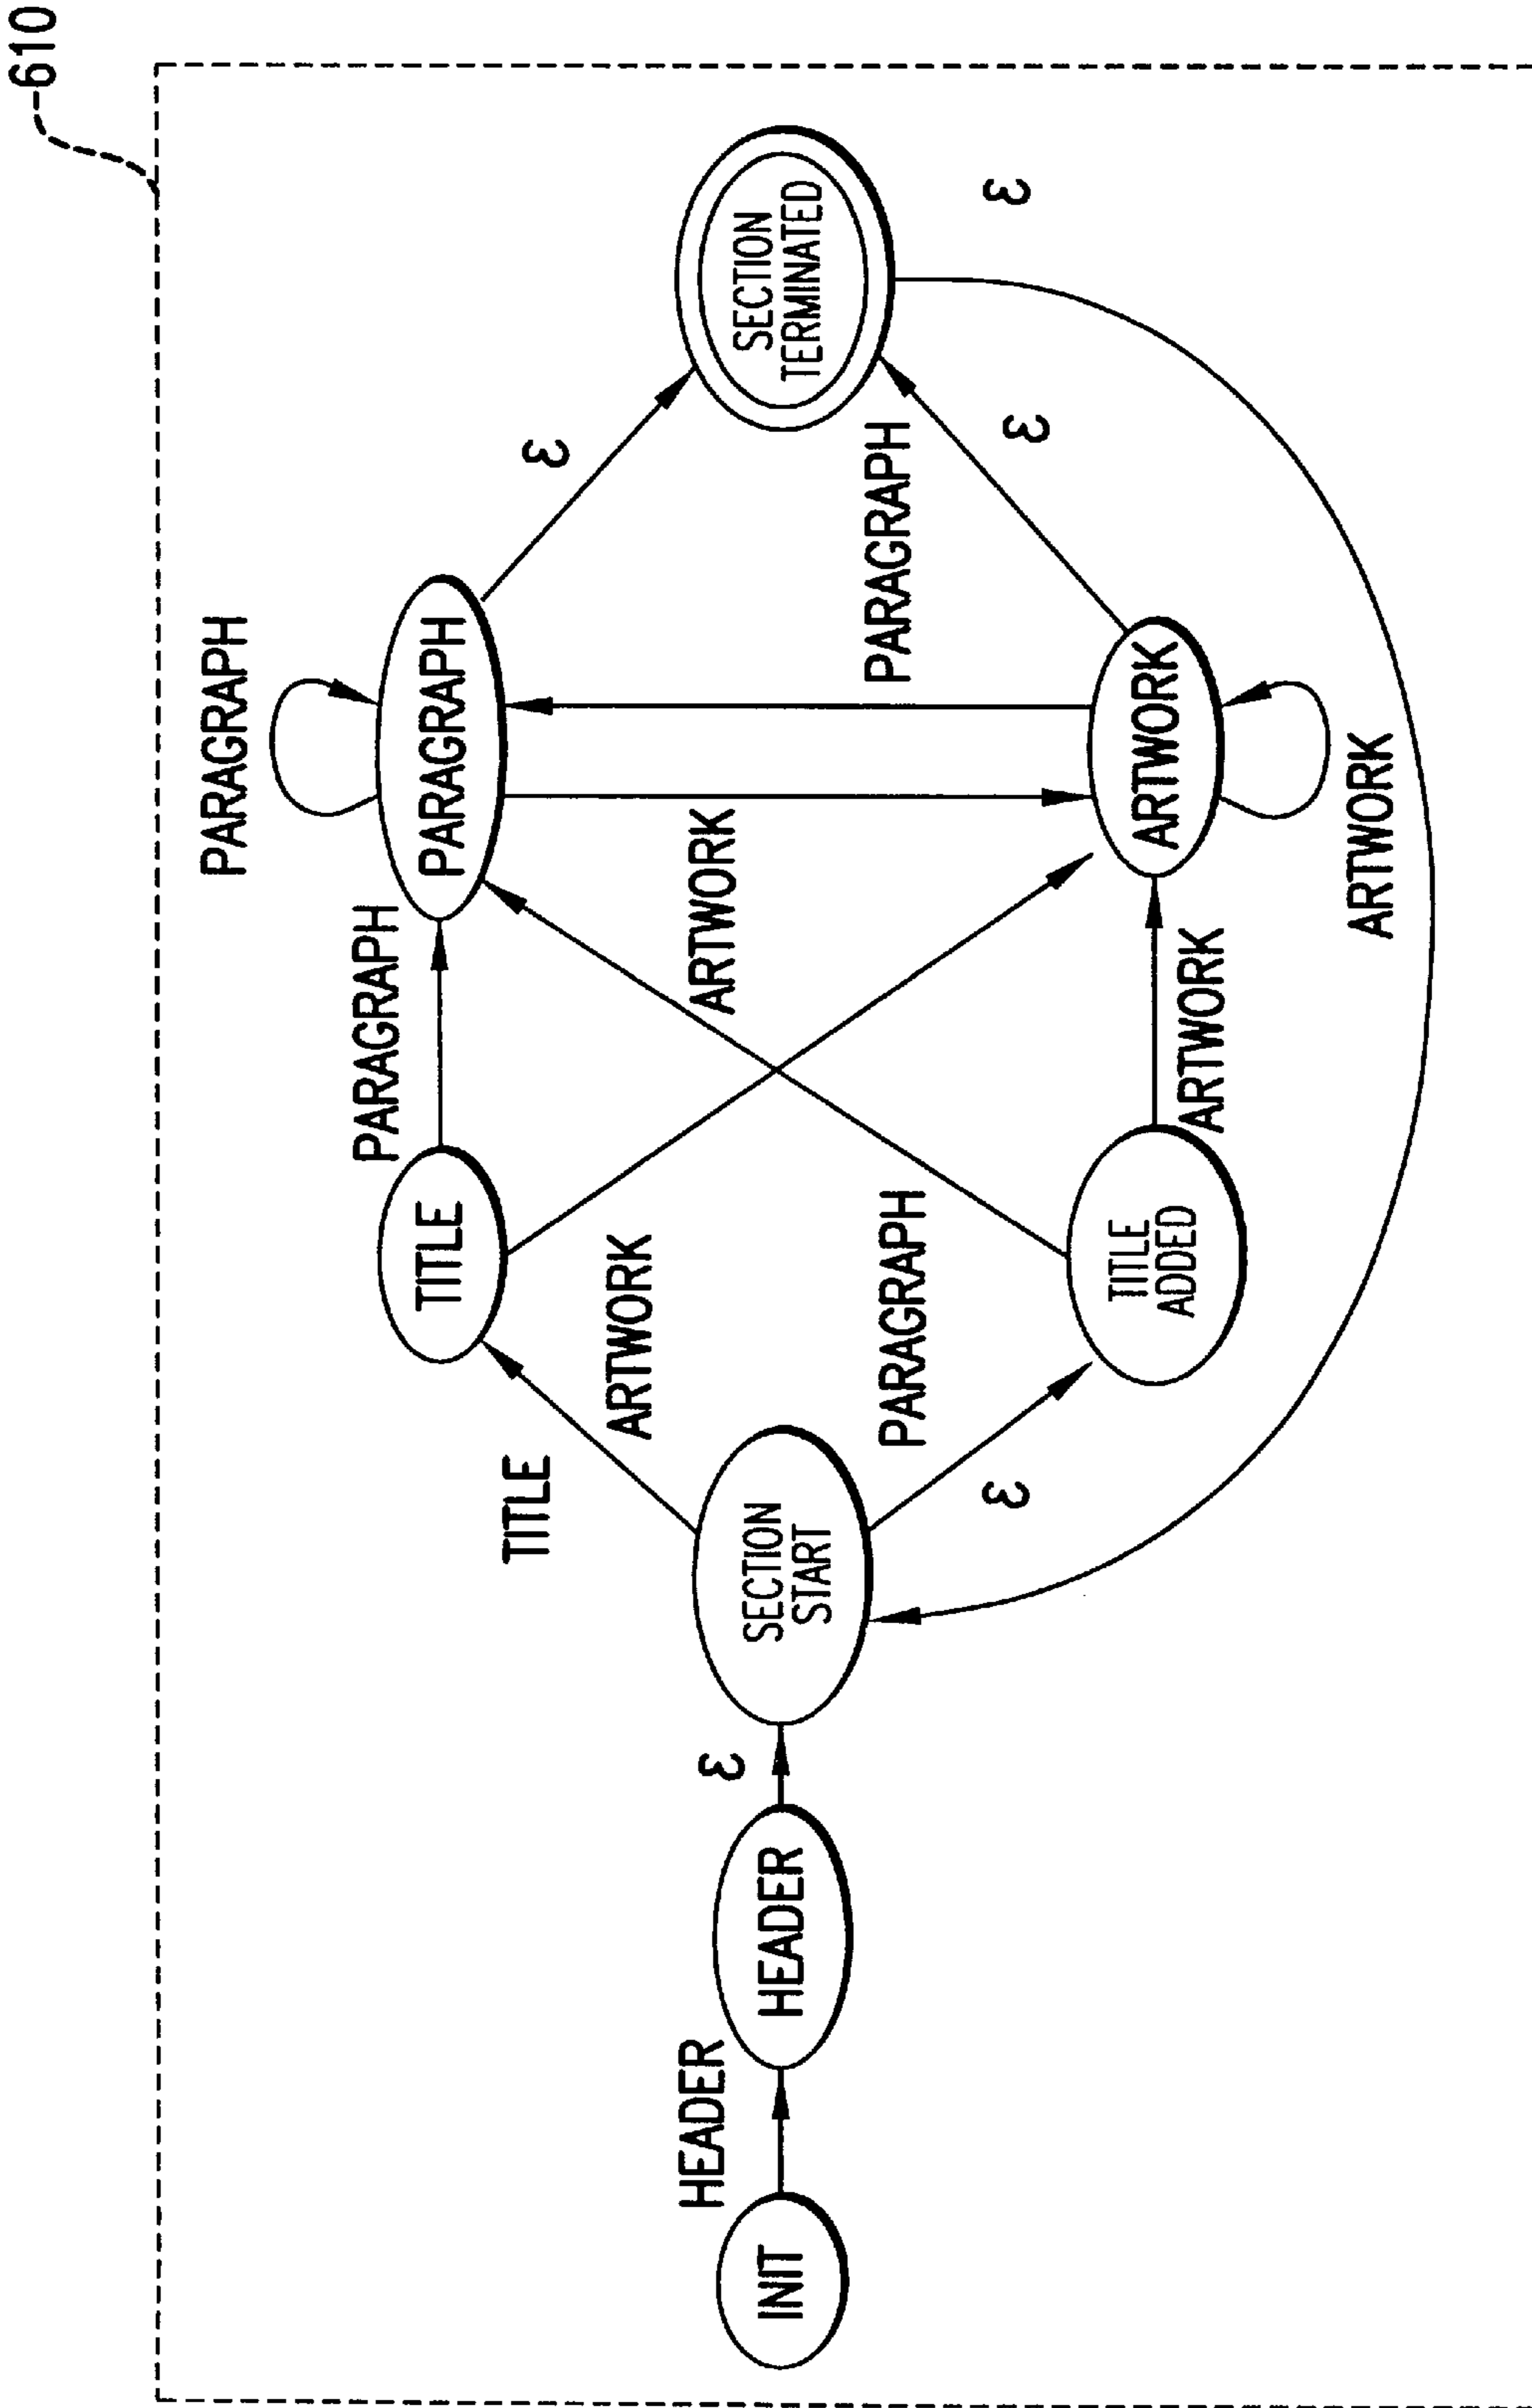 610
PARAGRAPH
PARAGRAPH
PARAGRAPH
TITLE
ε
TITLE
ARTWORK
ARTWORK
HEADER
ε
SECTION
TERMINATED
INIT
HEADER
SECTION
START
PARAGRAPH
PARAGRAPH
ε
ε
ε
TITLE
ADDED
ARTWORK
ARTWORK
ARTWORK